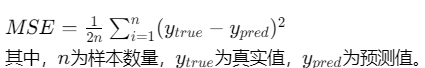 $MSE = \frac{1}{2n} \sum_{i=1}^{n} (y_{true} - y_{pred})^2$
其中，$n$为样本数量，$y_{true}$为真实值，$y_{pred}$为预测值。